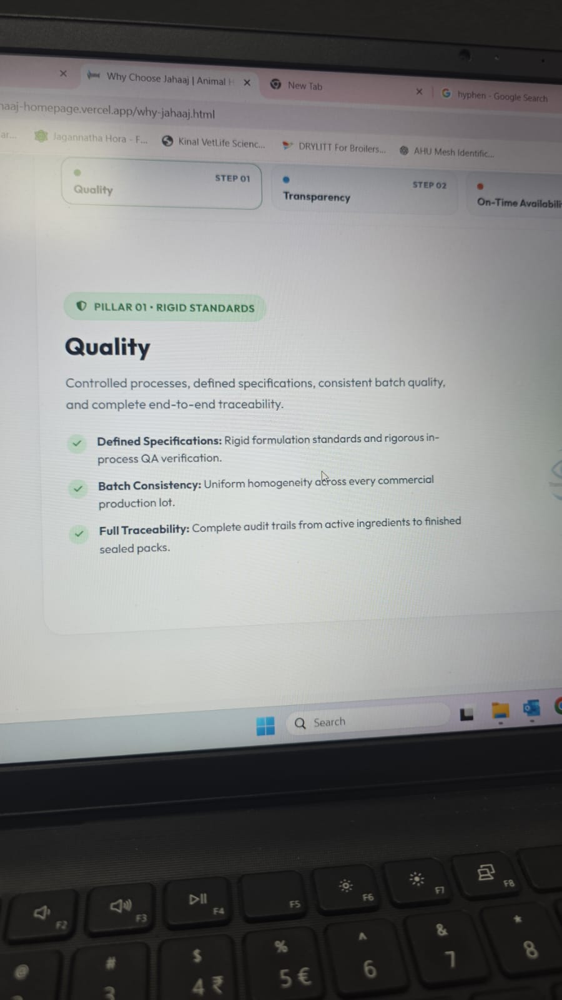 Why Choose Jahaaj | Animal H
New Tab
hyphen - Google Search
aaj-homepage.vercel.app/why-jahaaj.html
ar...
Jagannatha Hora - F...
Kinal VetLife Scienc...
DRYLITT For Broilers...
AHU Mesh Identific...
STEP 01
Quality
STEP 02
Transparency
On-Time Availabili
PILLAR 01 • RIGID STANDARDS
Quality
Controlled processes, defined specifications, consistent batch quality,
and complete end-to-end traceability.
Defined Specifications: Rigid formulation standards and rigorous in-
process QA verification.
Batch Consistency: Uniform homogeneity across every commercial
production lot.
Full Traceability: Complete audit trails from active ingredients to finished
sealed packs.
Search
F2
F3
F4
F5
F6
F7
F8
@
# 3
$ 4 ₹
% 5 €
^ 6
& 7
* 8